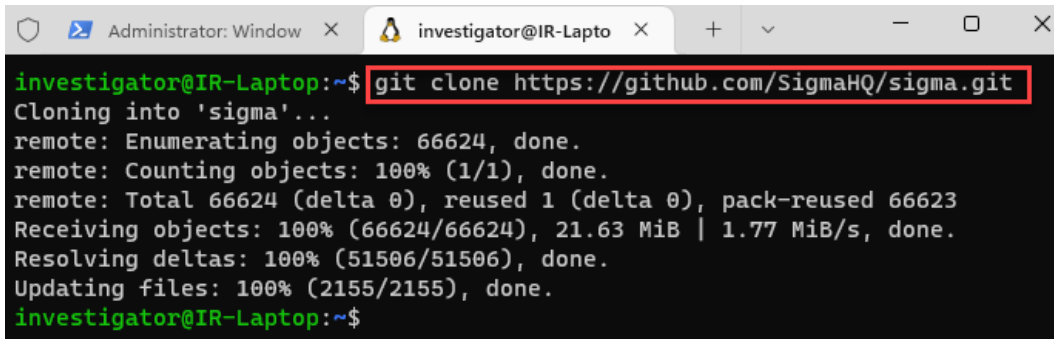 Administrator: Window
investigator@IR-Lapto
investigator@IR-Laptop:~$ git clone https://github.com/SigmaHQ/sigma.git
Cloning into 'sigma'...
remote: Enumerating objects: 66624, done.
remote: Counting objects: 100% (1/1), done.
remote: Total 66624 (delta 0), reused 1 (delta 0), pack-reused 66623
Receiving objects: 100% (66624/66624), 21.63 MiB | 1.77 MiB/s, done.
Resolving deltas: 100% (51506/51506), done.
Updating files: 100% (2155/2155), done.
investigator@IR-Laptop:~$